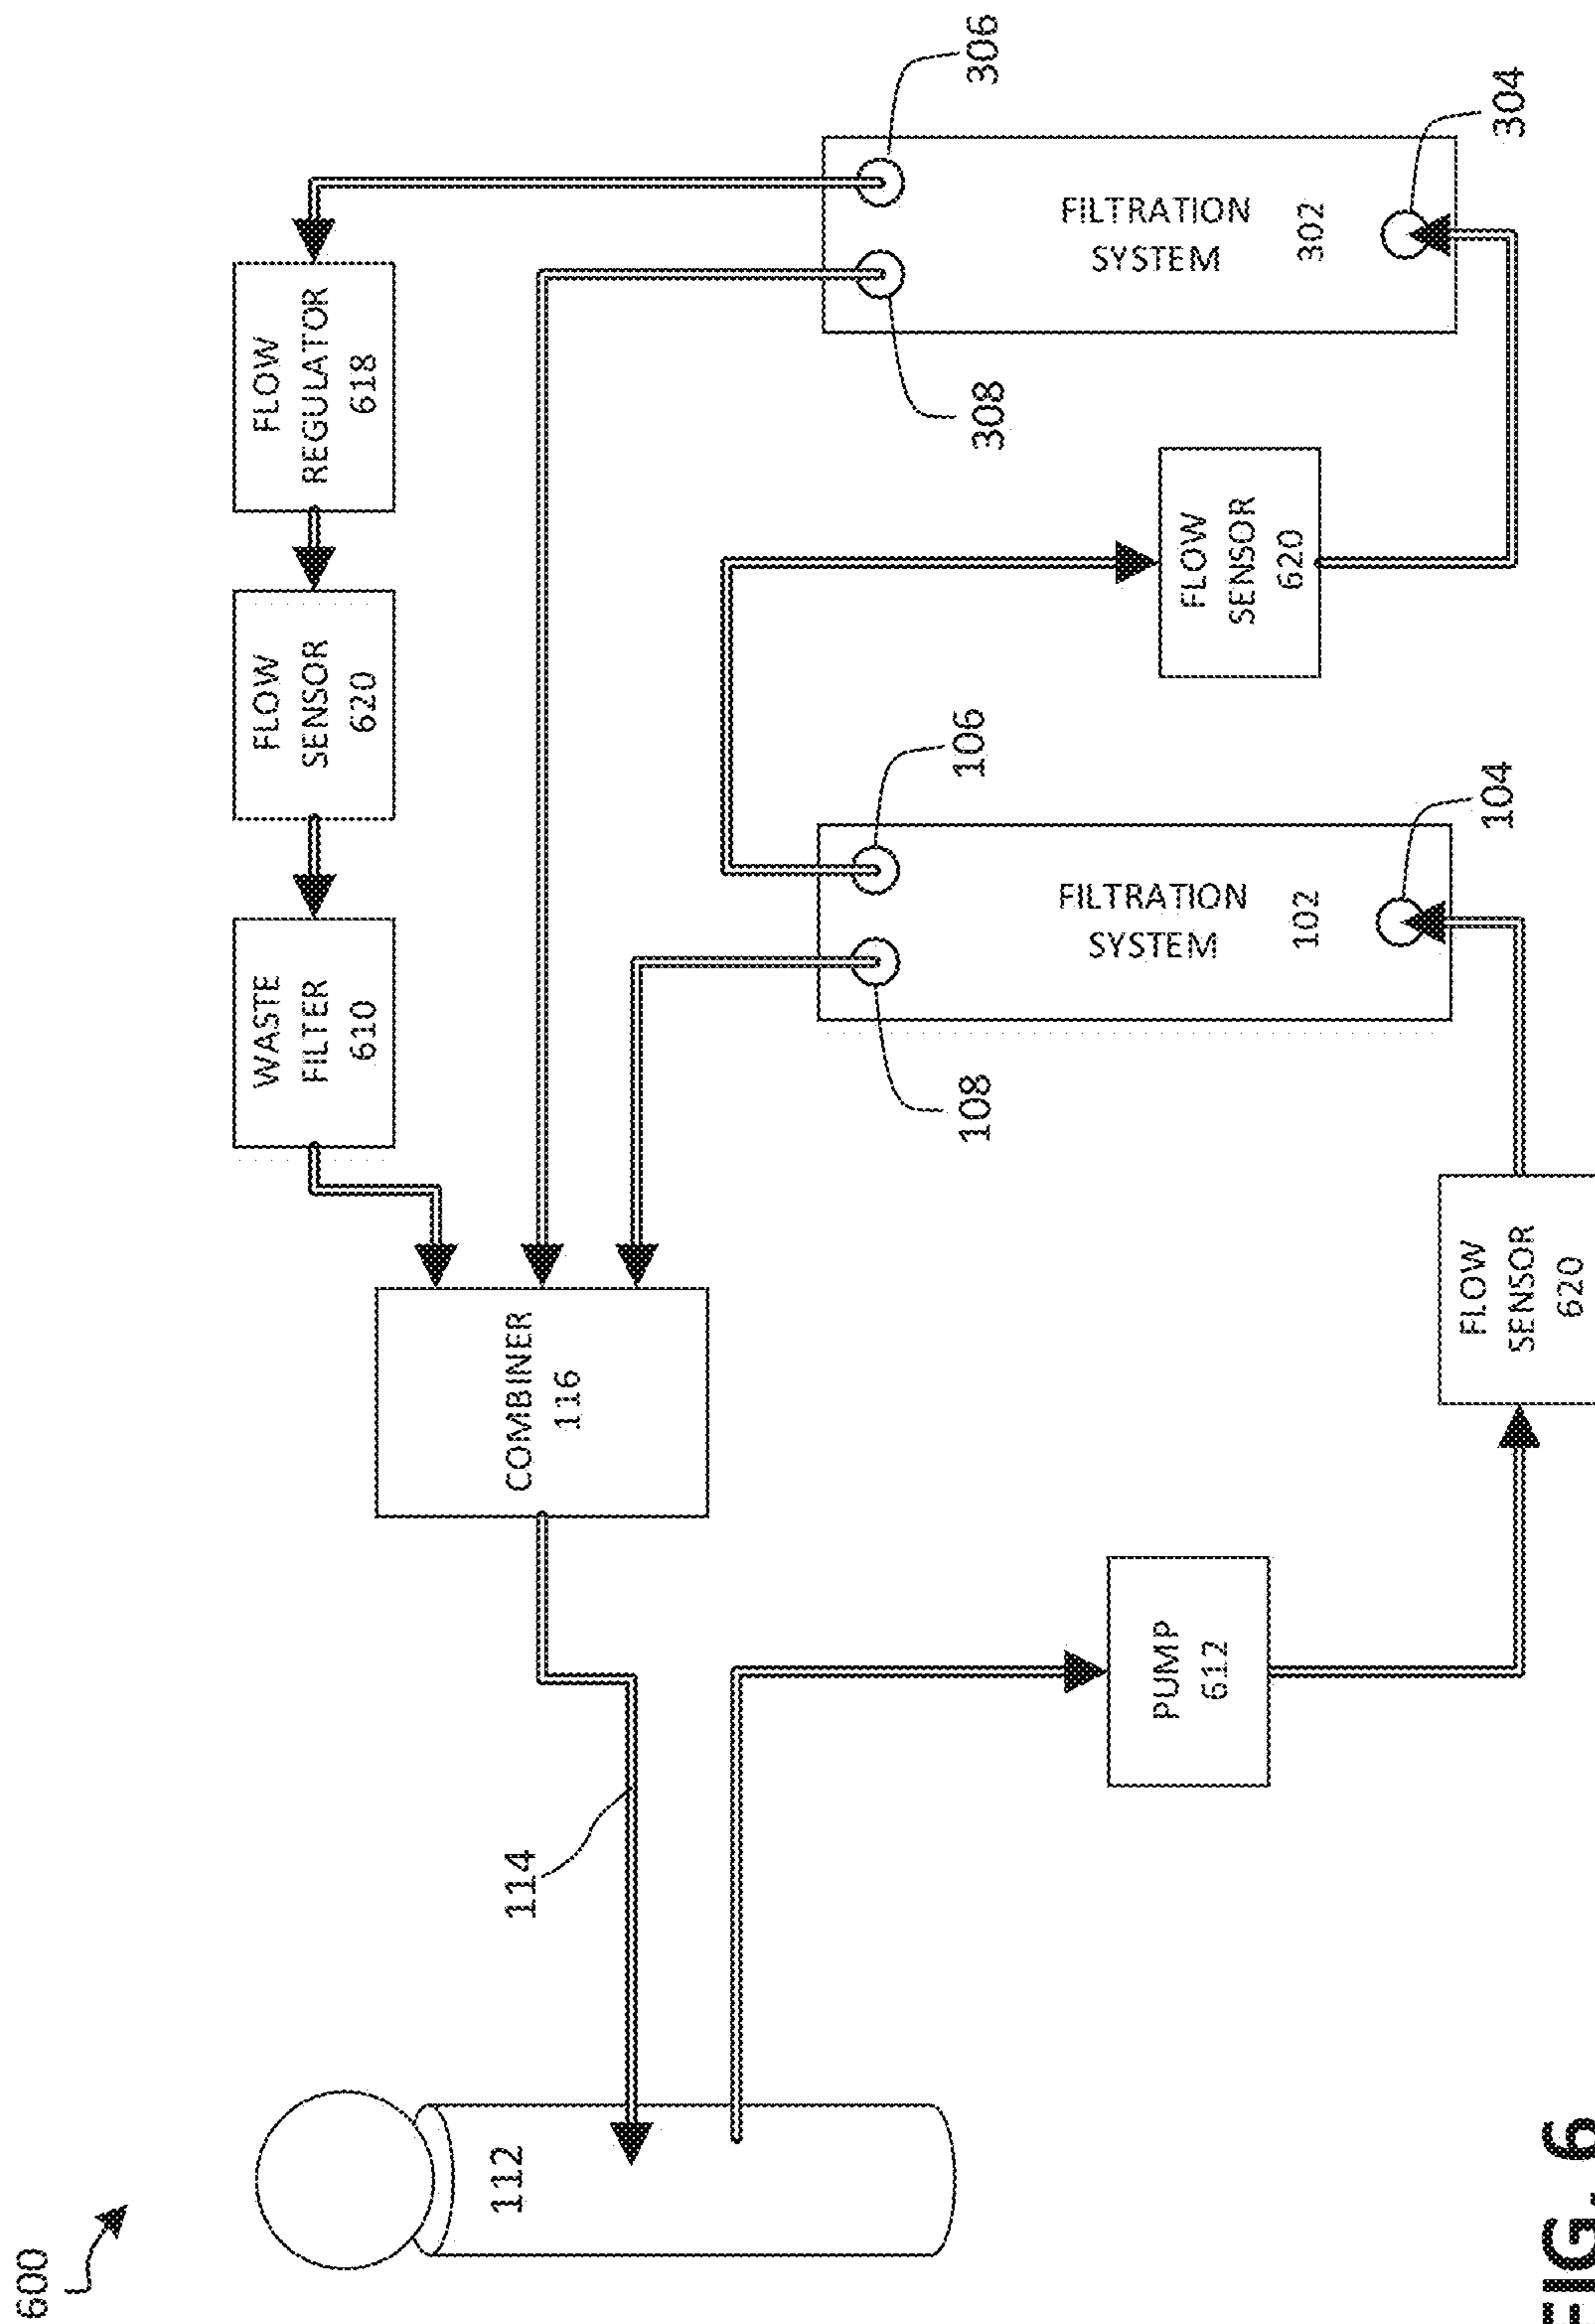 600
WASTE
FILTER
610
FLOW
SENSOR
620
FLOW
REGULATOR
618
112
114
COMBINER
116
108
106
308
306
PUMP
612
FILTRATION
SYSTEM
102
FLOW
SENSOR
620
FILTRATION
SYSTEM
302
104
304
FLOW
SENSOR
620
FIG. 6